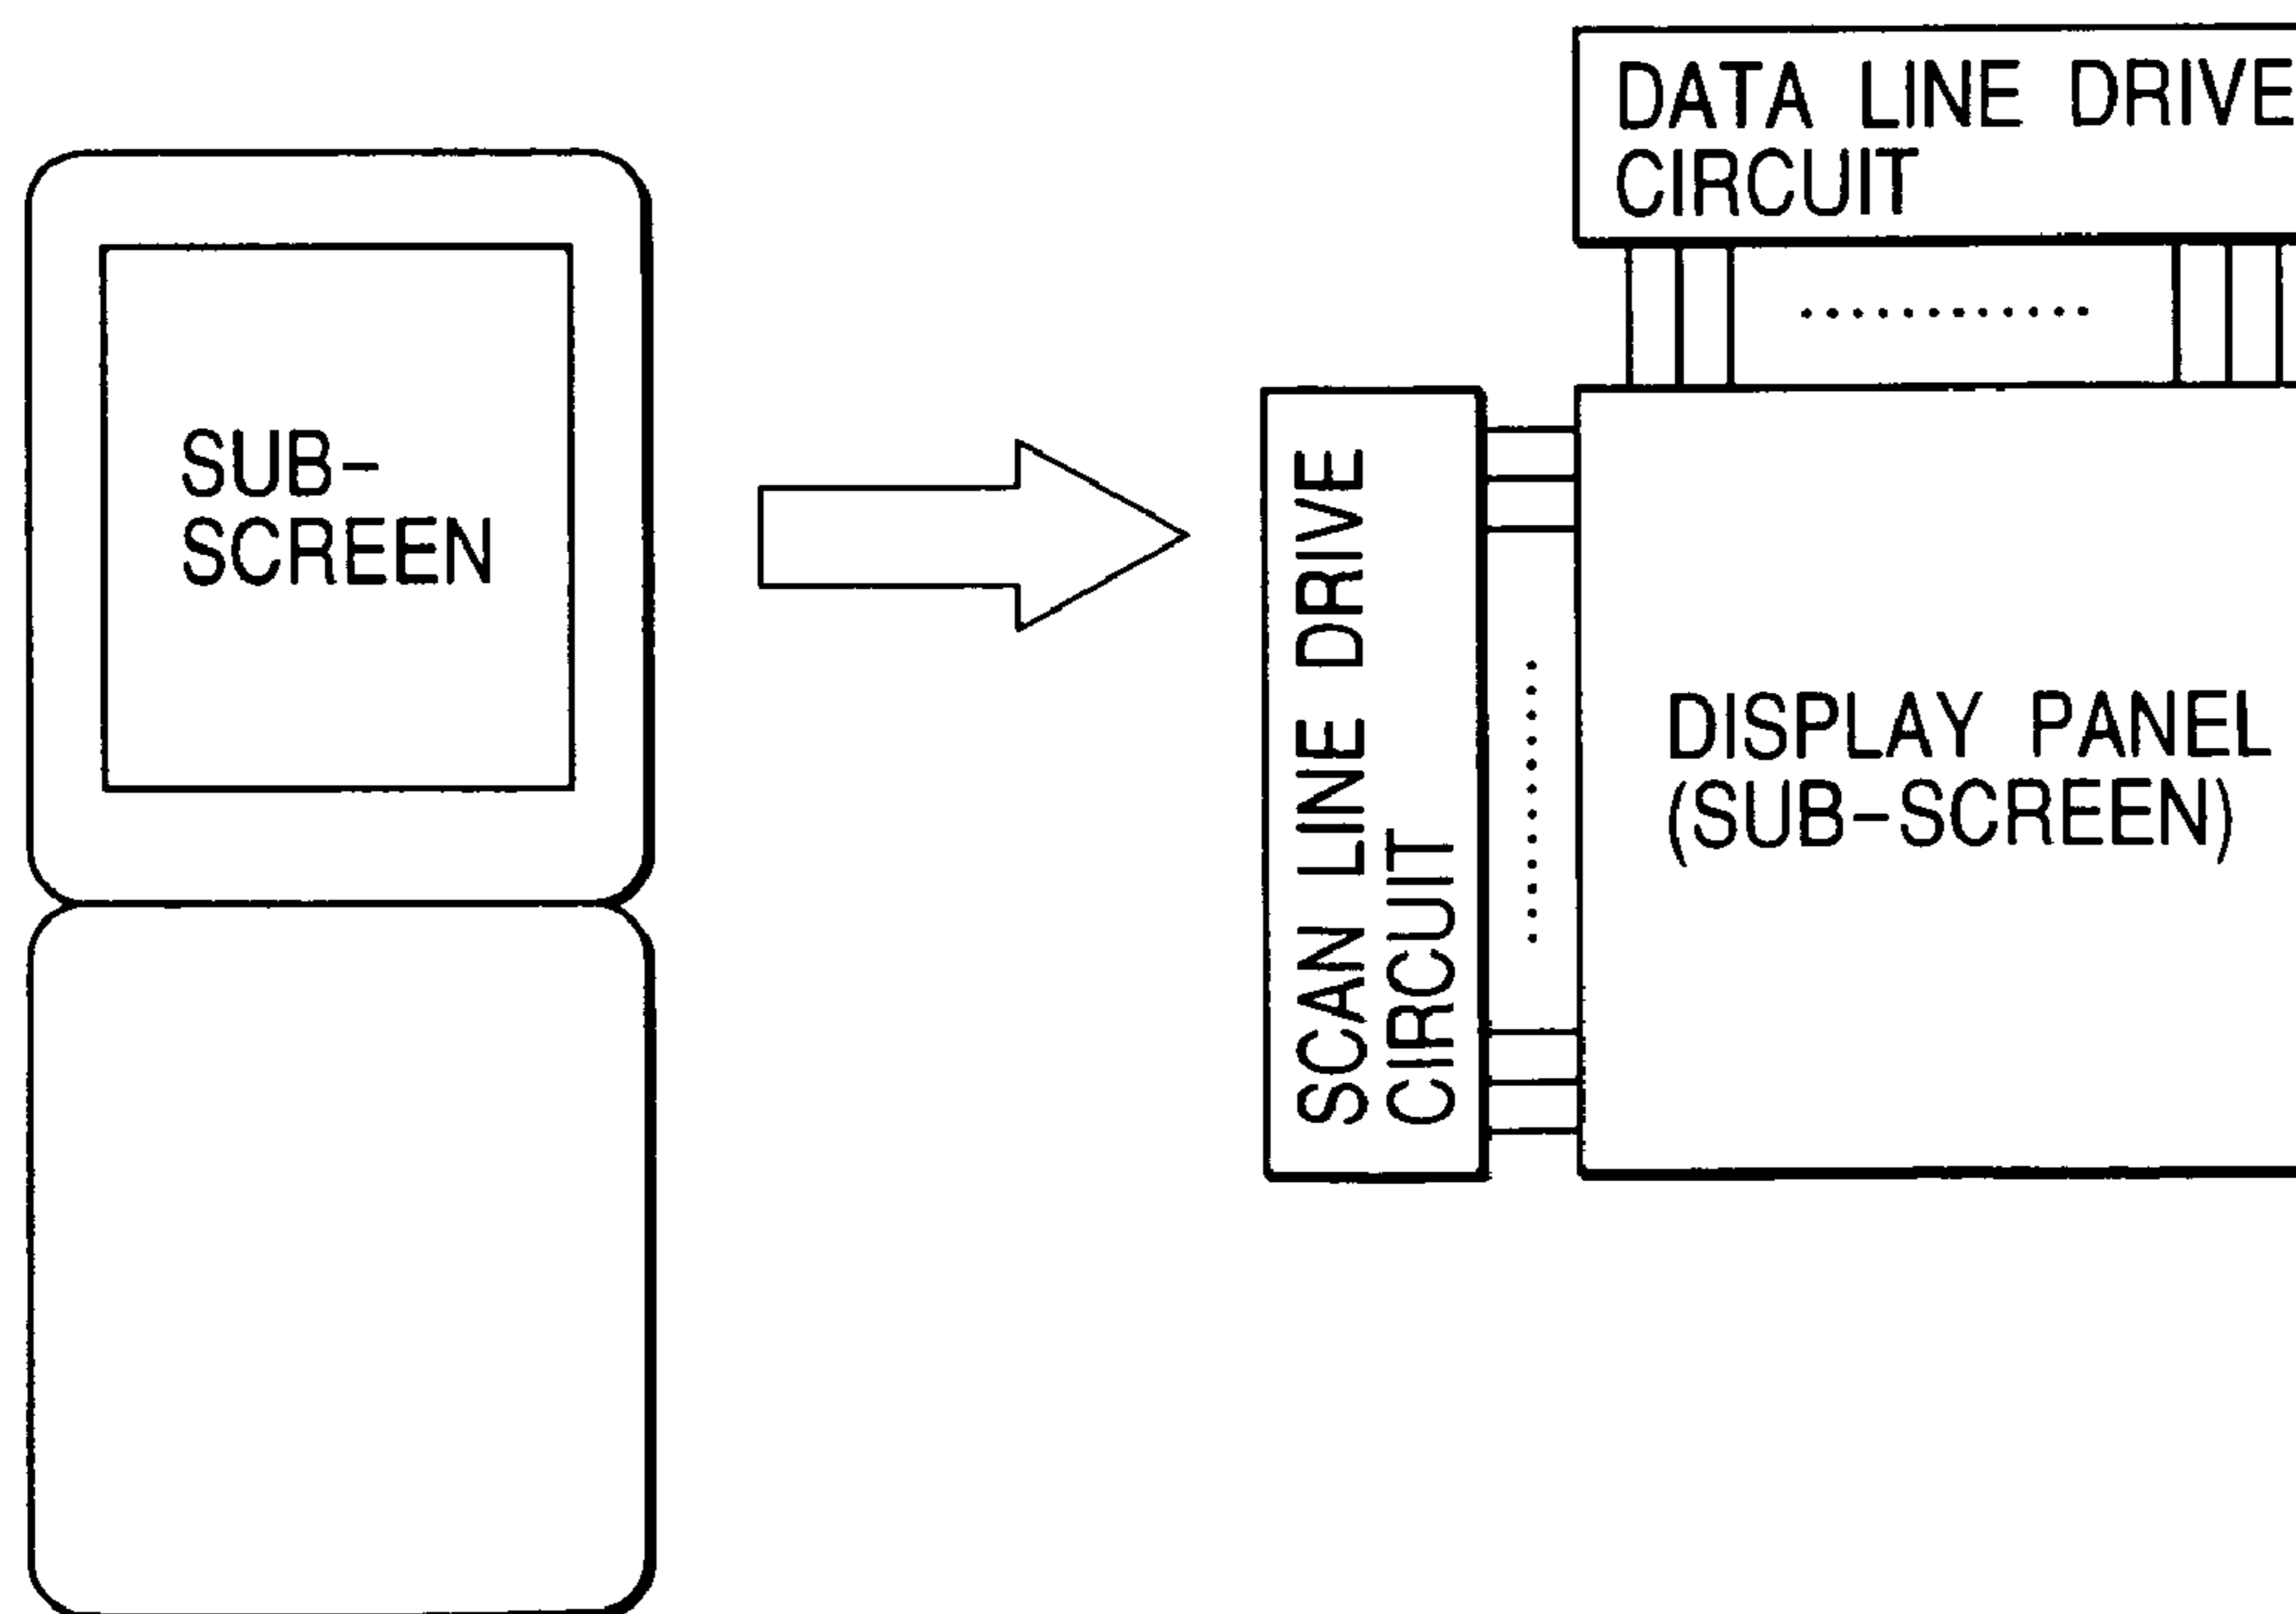 SUB-
SCREEN
DATA LINE DRIVE
CIRCUIT
SCAN LINE DRIVE
CIRCUIT
DISPLAY PANEL
(SUB-SCREEN)